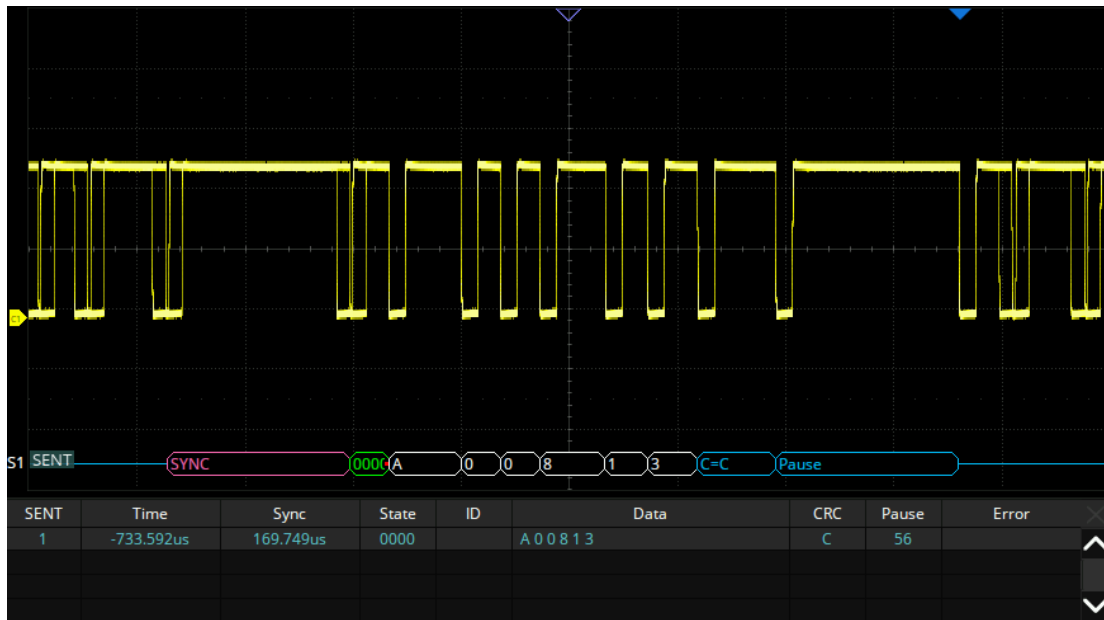 C1
S1 SENT SYNC 0000 A 0 0 8 1 3 C=C Pause
SENT Time Sync State ID Data CRC Pause Error
1 -733.592us 169.749us 0000 A 0 0 8 1 3 C 56